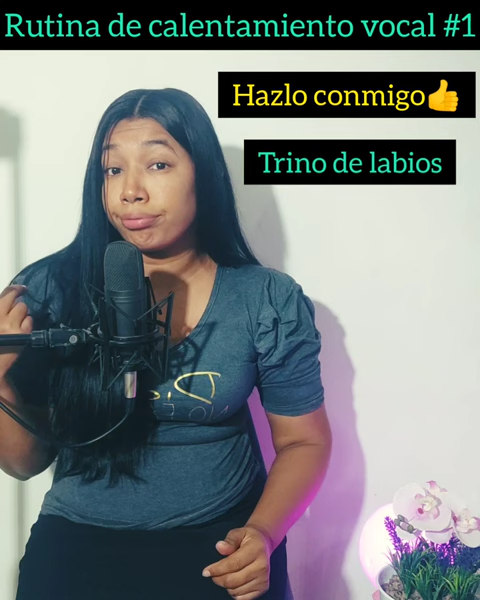 Rutina de calentamiento vocal #1
Hazlo conmigo👍
Trino de labios